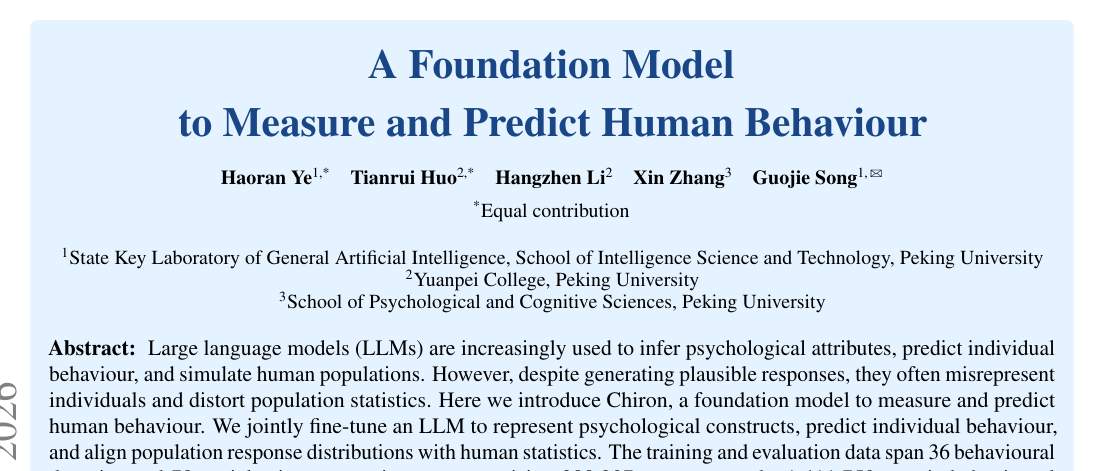 A Foundation Model
to Measure and Predict Human Behaviour
Haoran Ye1,* Tianrui Huo2,* Hangzhen Li2 Xin Zhang3 Guojie Song1,✉
*Equal contribution
1State Key Laboratory of General Artificial Intelligence, School of Intelligence Science and Technology, Peking University
2Yuanpei College, Peking University
3School of Psychological and Cognitive Sciences, Peking University
Abstract: Large language models (LLMs) are increasingly used to infer psychological attributes, predict individual
behaviour, and simulate human populations. However, despite generating plausible responses, they often misrepresent
individuals and distort population statistics. Here we introduce Chiron, a foundation model to measure and predict
human behaviour. We jointly fine-tune an LLM to represent psychological constructs, predict individual behaviour,
and align population response distributions with human statistics. The training and evaluation data span 36 behavioural
2026